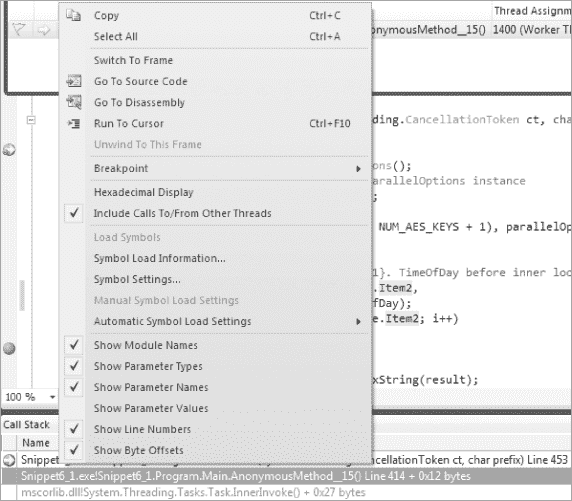 Thread Assignm
nonymousMethod__15() 1400 (Worker Th
Copy Ctrl+C
Select All Ctrl+A
Switch To Frame
Go To Source Code
Go To Disassembly
Run To Cursor Ctrl+F10
Unwind To This Frame
Breakpoint
Hexadecimal Display
Include Calls To/From Other Threads
Load Symbols
Symbol Load Information...
Symbol Settings...
Manual Symbol Load Settings
Automatic Symbol Load Settings
Show Module Names
Show Parameter Types
Show Parameter Names
Show Parameter Values
Show Line Numbers
Show Byte Offsets
ding.CancellationToken ct, char
ons();
arallelOptions instance
;
NUM_AES_KEYS + 1), parallelOp
1}. TimeOfDay before inner loo
.Item2,
fDay);
e.Item2; i++)
xString(result);
100 %
Call Stack
Name
Snippet6_ CancellationToken ct, char prefix) Line 453
Snippet6_1.exe!Snippet6_1.Program.Main.AnonymousMethod__15() Line 414 + 0x12 bytes
mscorlib.dll!System.Threading.Tasks.Task.InnerInvoke() + 0x27 bytes